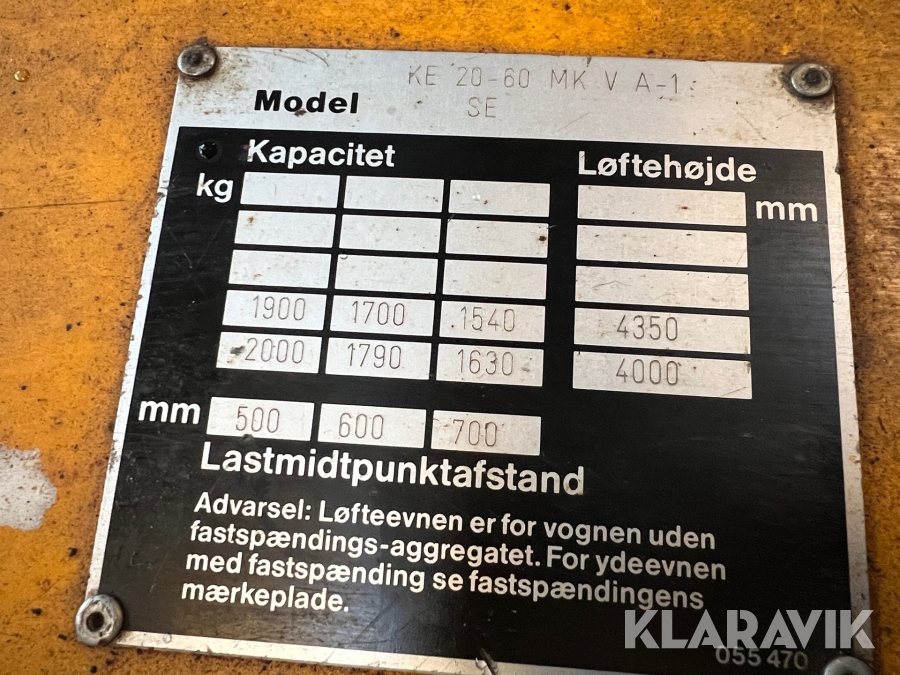 Model KE 20-60 MK V A-1
SE
Kapacitet Løftehøjde
kg mm
1900 1700 1540 4350
2000 1790 1630 4000
mm 500 600 700
Lastmidtpunktafstand
Advarsel: Løfteevnen er for vognen uden
fastspændings-aggregatet. For ydeevnen
med fastspænding se fastspændingens
mærkeplade.
KLARAVIK
055 470